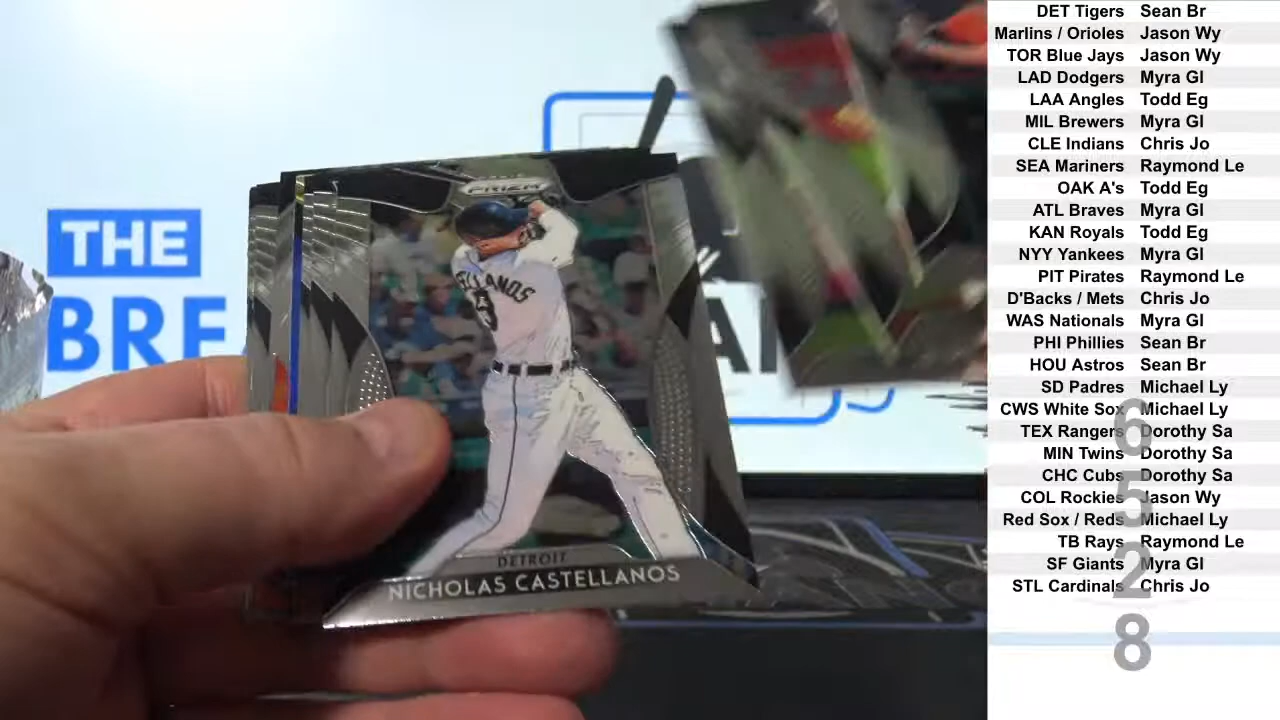 THE
BRE
PRIZM
ELLANOS
9
DETROIT
NICHOLAS CASTELLANOS
DET Tigers Sean Br
Marlins / Orioles Jason Wy
TOR Blue Jays Jason Wy
LAD Dodgers Myra Gl
LAA Angles Todd Eg
MIL Brewers Myra Gl
CLE Indians Chris Jo
SEA Mariners Raymond Le
OAK A's Todd Eg
ATL Braves Myra Gl
KAN Royals Todd Eg
NYY Yankees Myra Gl
PIT Pirates Raymond Le
D'Backs / Mets Chris Jo
WAS Nationals Myra Gl
PHI Phillies Sean Br
HOU Astros Sean Br
SD Padres Michael Ly
CWS White Sox Michael Ly
TEX Rangers Dorothy Sa
MIN Twins Dorothy Sa
CHC Cubs Dorothy Sa
COL Rockies Jason Wy
Red Sox / Reds Michael Ly
TB Rays Raymond Le
SF Giants Myra Gl
STL Cardinals Chris Jo
6
5
2
8